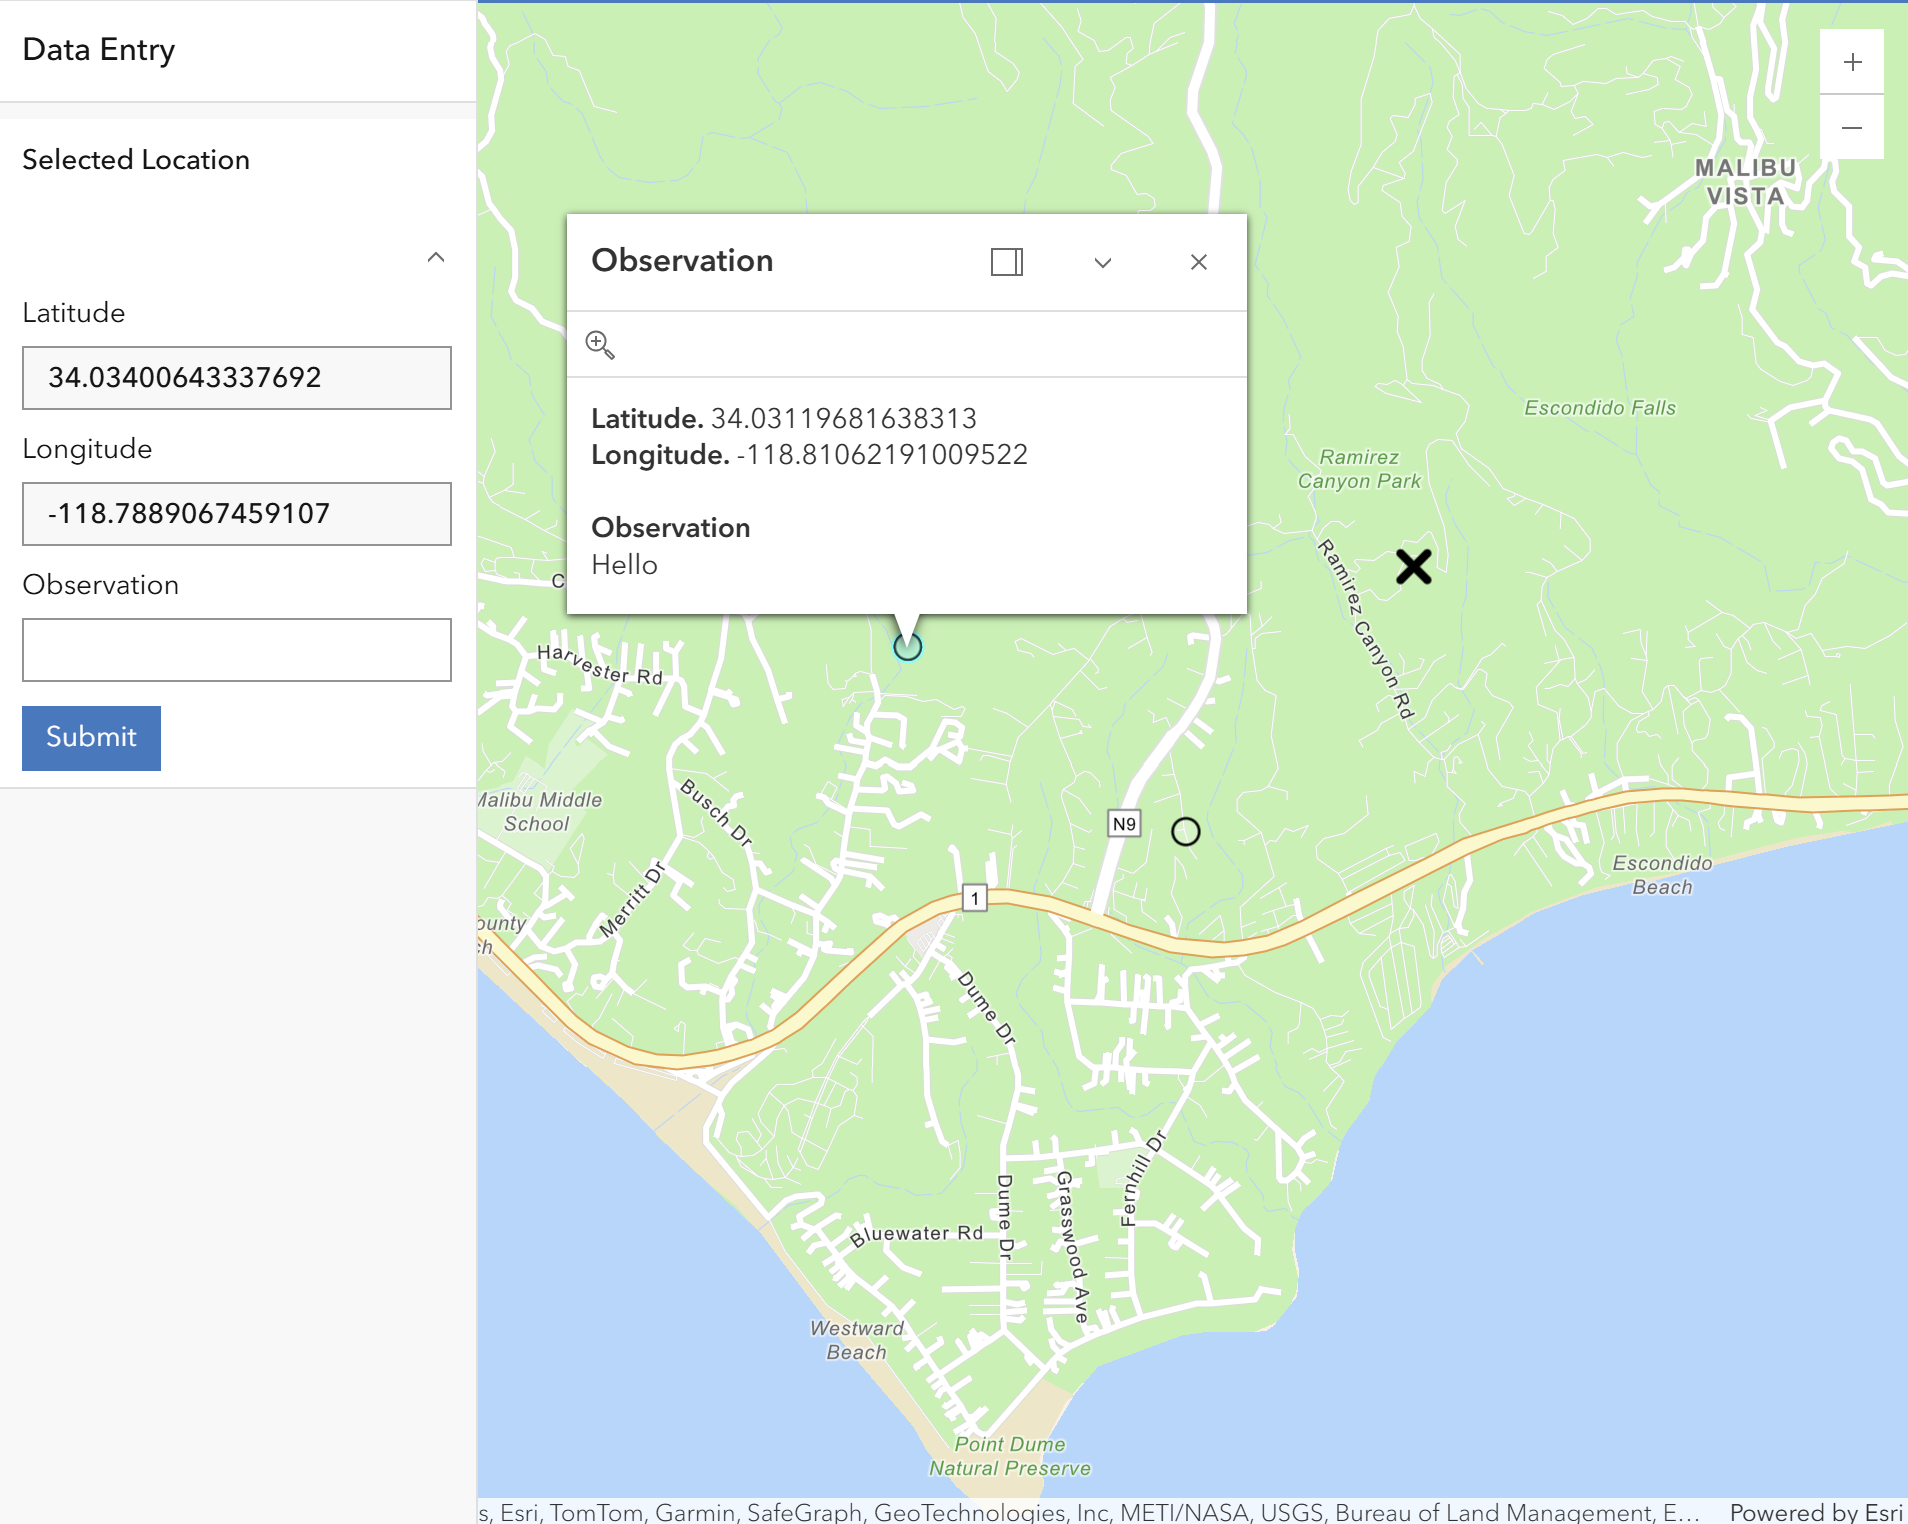 Data Entry
Selected Location
Latitude
34.03400643337692
Longitude
-118.7889067459107
Observation
Submit
Observation
Latitude. 34.03119681638313
Longitude. -118.81062191009522
Observation
Hello
MALIBU
VISTA
Escondido Falls
Ramirez
Canyon Park
Ramirez Canyon Rd
C
Harvester Rd
Malibu Middle
School
Busch Dr
Merritt Dr
N9
1
Escondido
Beach
ounty
ch
Dume Dr
Fernhill Dr
Grasswood Ave
Dume Dr
Bluewater Rd
Westward
Beach
Point Dume
Natural Preserve
s, Esri, TomTom, Garmin, SafeGraph, GeoTechnologies, Inc, METI/NASA, USGS, Bureau of Land Management, E...
Powered by Esri